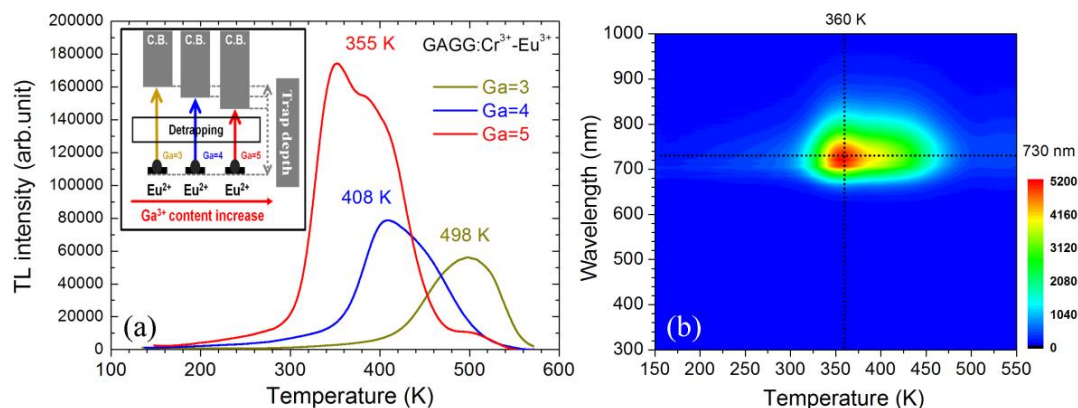 200000
180000
160000
140000
120000
100000
80000
60000
40000
20000
0
TL intensity (arb.unit)
C.B. C.B. C.B.
Trap depth
Detrapping
Ga=3 Ga=4 Ga=5
Eu²⁺ Eu²⁺ Eu²⁺
Ga³⁺ content increase
355 K
GAGG:Cr³⁺-Eu³⁺
Ga=3
Ga=4
Ga=5
408 K
498 K
(a)
100 200 300 400 500 600
Temperature (K)
360 K
1000
900
800
700
600
500
400
300
Wavelength (nm)
730 nm
5200
4160
3120
2080
1040
0
(b)
150 200 250 300 350 400 450 500 550
Temperature (K)